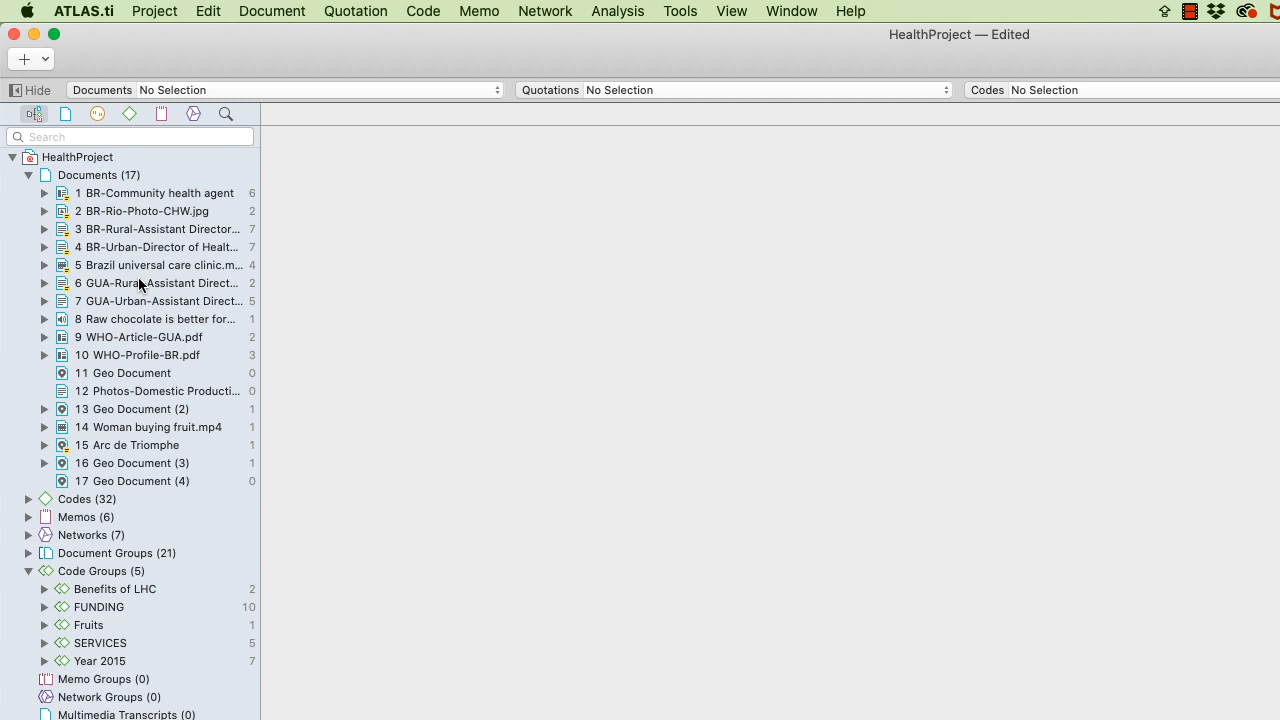 ATLAS.ti Project Edit Document Quotation Code Memo Network Analysis Tools View Window Help
HealthProject — Edited
Hide Documents No Selection Quotations No Selection Codes No Selection
Search
HealthProject
Documents (17)
1 BR-Community health agent 6
2 BR-Rio-Photo-CHW.jpg 2
3 BR-Rural-Assistant Director... 7
4 BR-Urban-Director of Healt... 7
5 Brazil universal care clinic.m... 4
6 GUA-Rural-Assistant Direct... 2
7 GUA-Urban-Assistant Direct... 5
8 Raw chocolate is better for... 1
9 WHO-Article-GUA.pdf 2
10 WHO-Profile-BR.pdf 3
11 Geo Document 0
12 Photos-Domestic Producti... 0
13 Geo Document (2) 1
14 Woman buying fruit.mp4 1
15 Arc de Triomphe 1
16 Geo Document (3) 1
17 Geo Document (4) 0
Codes (32)
Memos (6)
Networks (7)
Document Groups (21)
Code Groups (5)
Benefits of LHC 2
FUNDING 10
Fruits 1
SERVICES 5
Year 2015 7
Memo Groups (0)
Network Groups (0)
Multimedia Transcripts (0)